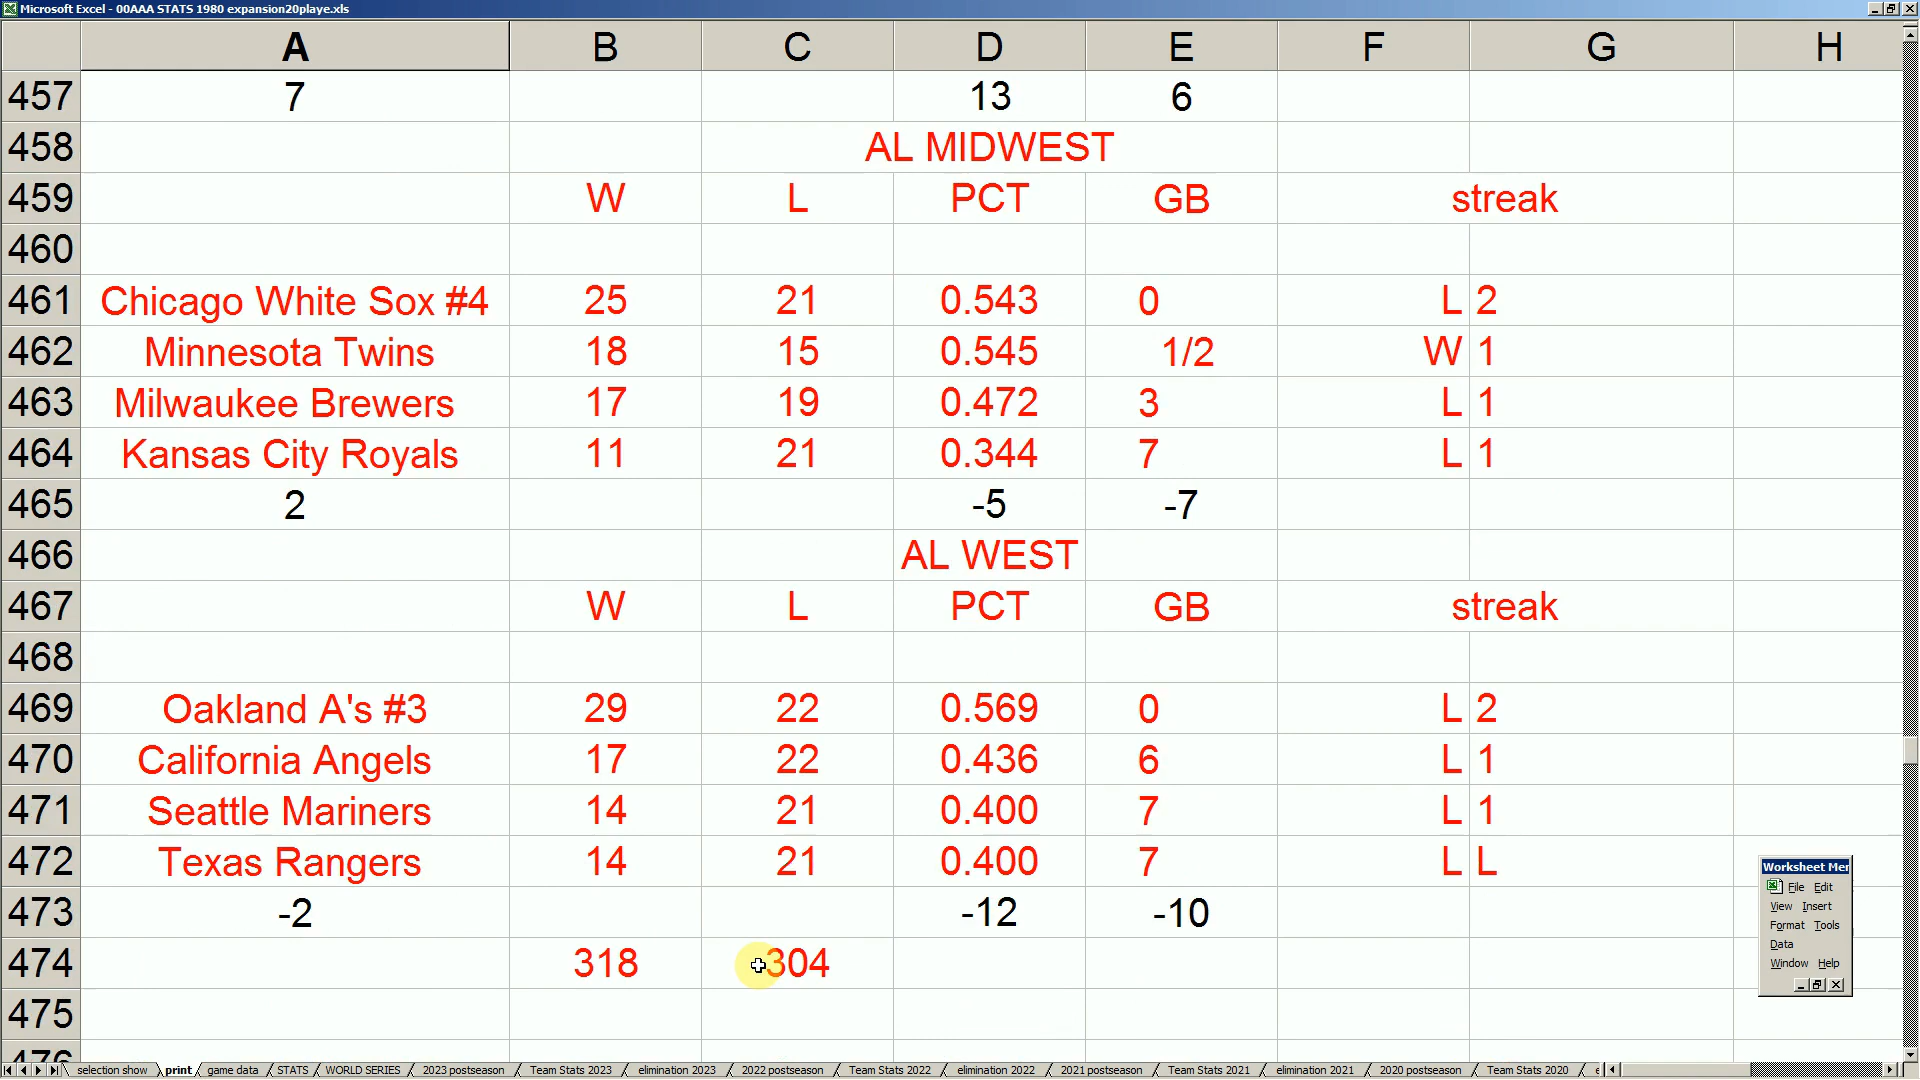 Microsoft Excel - 00AAA STATS 1980 expansion20playe.xls
A B C D E F G H
457 7 13 6
458 AL MIDWEST
459 W L PCT GB streak
460
461 Chicago White Sox #4 25 21 0.543 0 L 2
462 Minnesota Twins 18 15 0.545 1/2 W 1
463 Milwaukee Brewers 17 19 0.472 3 L 1
464 Kansas City Royals 11 21 0.344 7 L 1
465 2 -5 -7
466 AL WEST
467 W L PCT GB streak
468
469 Oakland A's #3 29 22 0.569 0 L 2
470 California Angels 17 22 0.436 6 L 1
471 Seattle Mariners 14 21 0.400 7 L 1
472 Texas Rangers 14 21 0.400 7 L L
473 -2 -12 -10
474 318 304
475
476
Worksheet Mer
File Edit
View Insert
Format Tools
Data
Window Help
selection show print game data STATS WORLD SERIES 2023 postseason Team Stats 2023 elimination 2023 2022 postseason Team Stats 2022 elimination 2022 2021 postseason Team Stats 2021 elimination 2021 2020 postseason Team Stats 2020